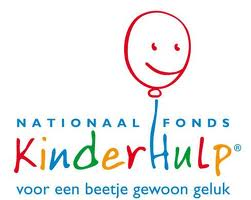 NATIONAAL FONDS
KinderHulp®
voor een beetje gewoon geluk